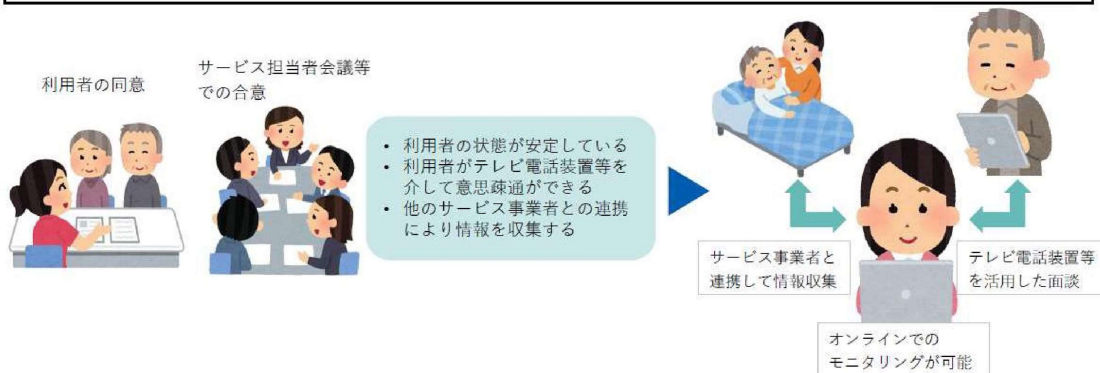 利用者の同意
サービス担当者会議等
での合意
• 利用者の状態が安定している
• 利用者がテレビ電話装置等を
介して意思疎通ができる
• 他のサービス事業者との連携
により情報を収集する
サービス事業者と
連携して情報収集
テレビ電話装置等
を活用した面談
オンラインでの
モニタリングが可能